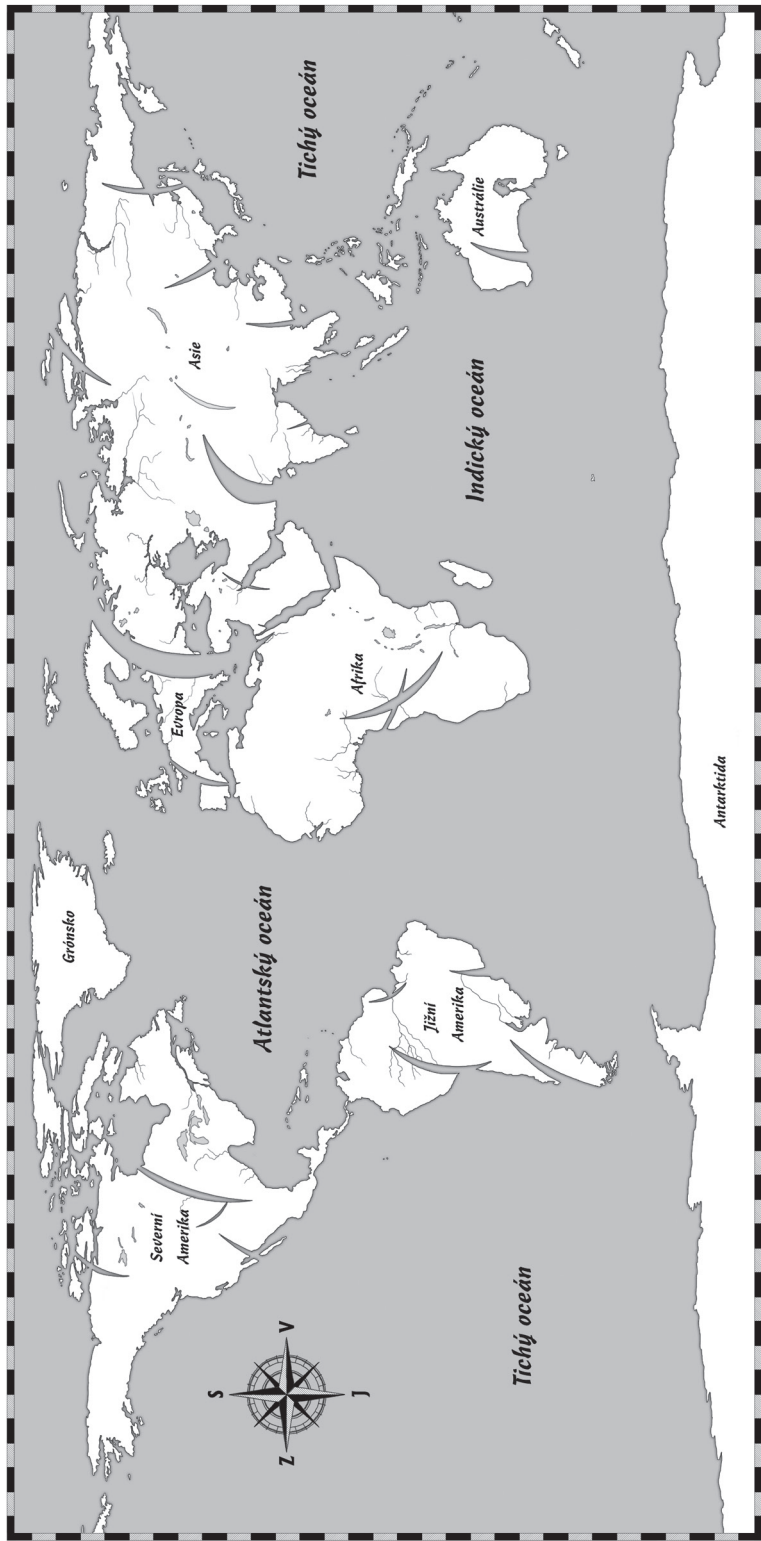 Grónsko
Severní
Amerika
Evropa
Asie
Tichý oceán
Atlantský oceán
Afrika
S
Z
V
J
Jižní
Amerika
Indický oceán
Austrálie
Tichý oceán
Antarktida